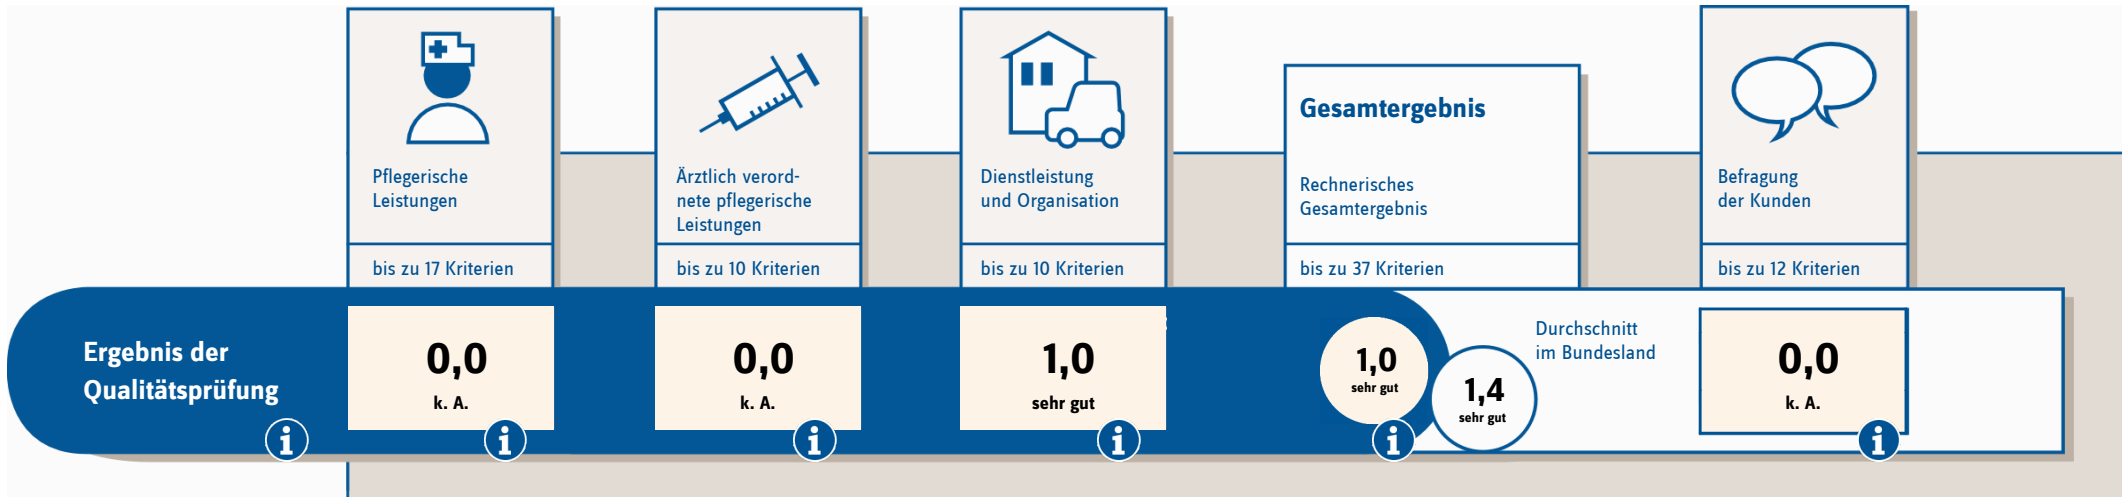 Pflegerische
Leistungen
bis zu 17 Kriterien
Ärztlich verord-
nete pflegerische
Leistungen
bis zu 10 Kriterien
Dienstleistung
und Organisation
bis zu 10 Kriterien
Gesamtergebnis
Rechnerisches
Gesamtergebnis
bis zu 37 Kriterien
Befragung
der Kunden
bis zu 12 Kriterien
Ergebnis der
Qualitätsprüfung
i
0,0
k. A.
i
0,0
k. A.
i
1,0
sehr gut
i
1,0
sehr gut
i
1,4
sehr gut
Durchschnitt
im Bundesland
0,0
k. A.
i